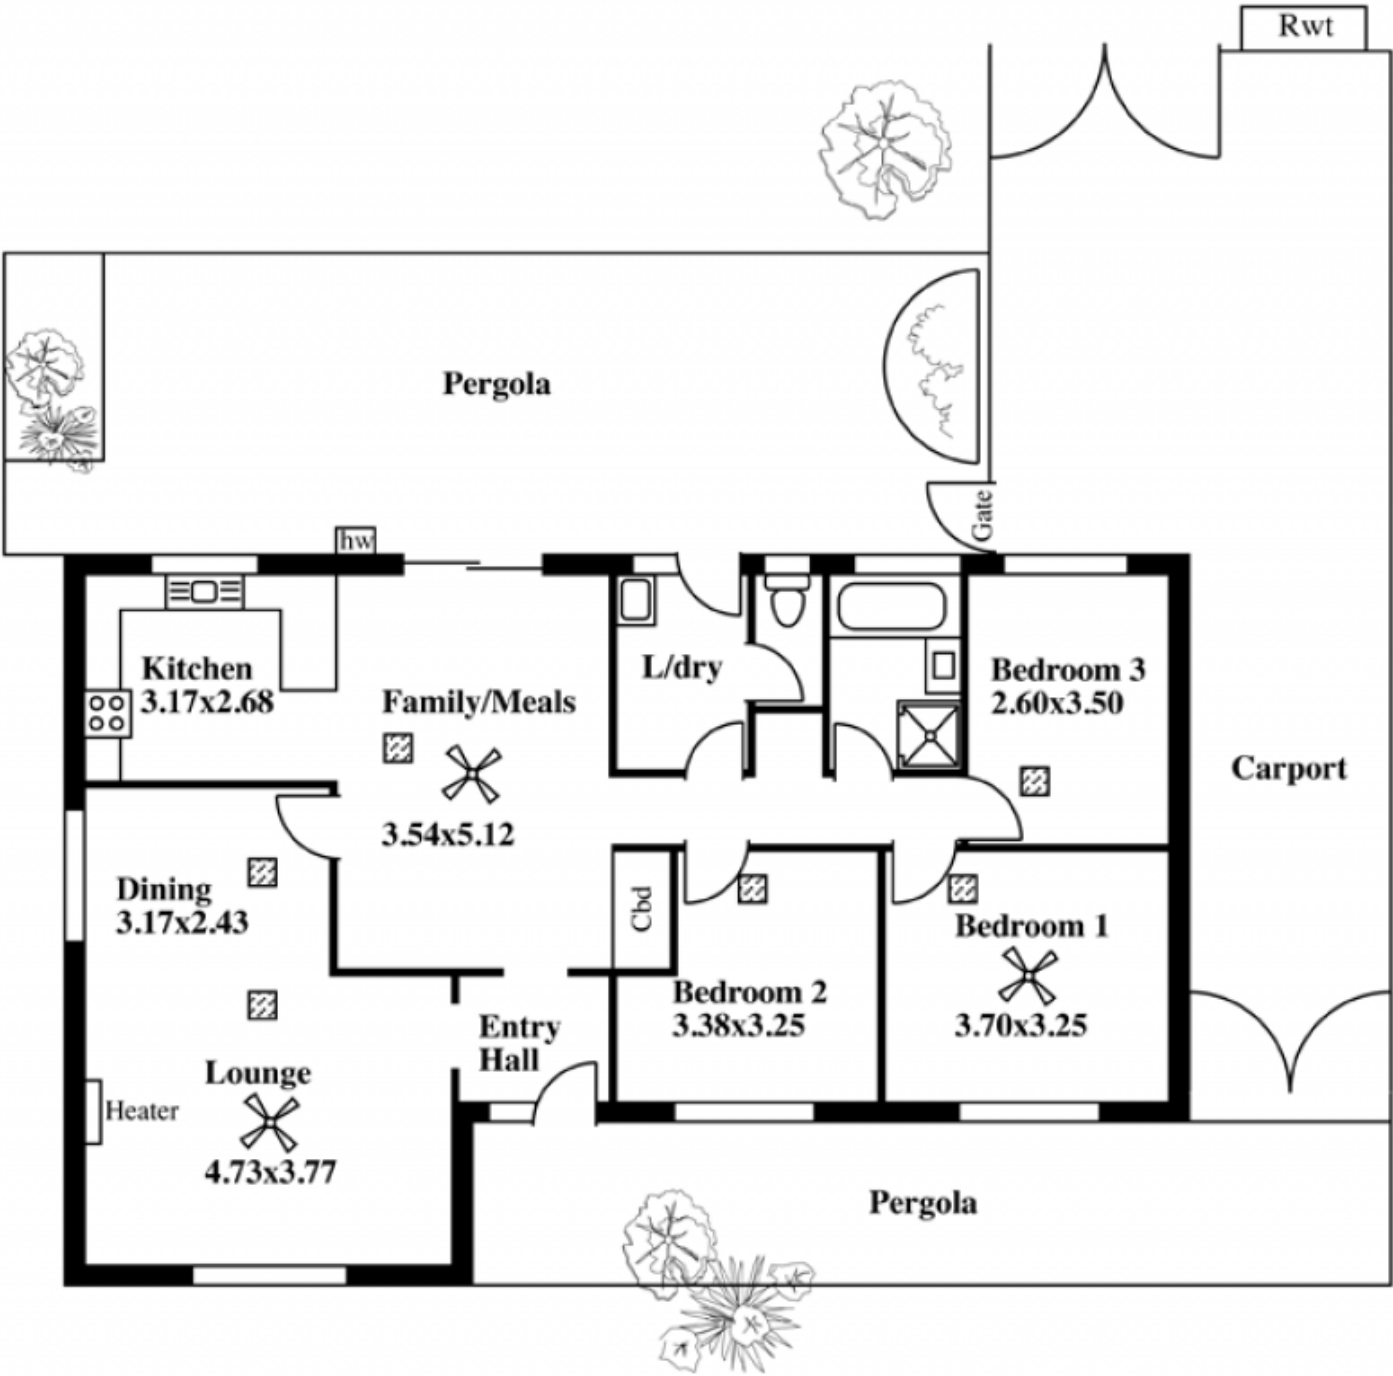 Rwt
Pergola
Gate
hw
Kitchen
3.17x2.68
Family/Meals
3.54x5.12
L/dry
Bedroom 3
2.60x3.50
Carport
Dining
3.17x2.43
Cbd
Bedroom 2
3.38x3.25
Bedroom 1
3.70x3.25
Entry
Hall
Lounge
Heater
4.73x3.77
Pergola